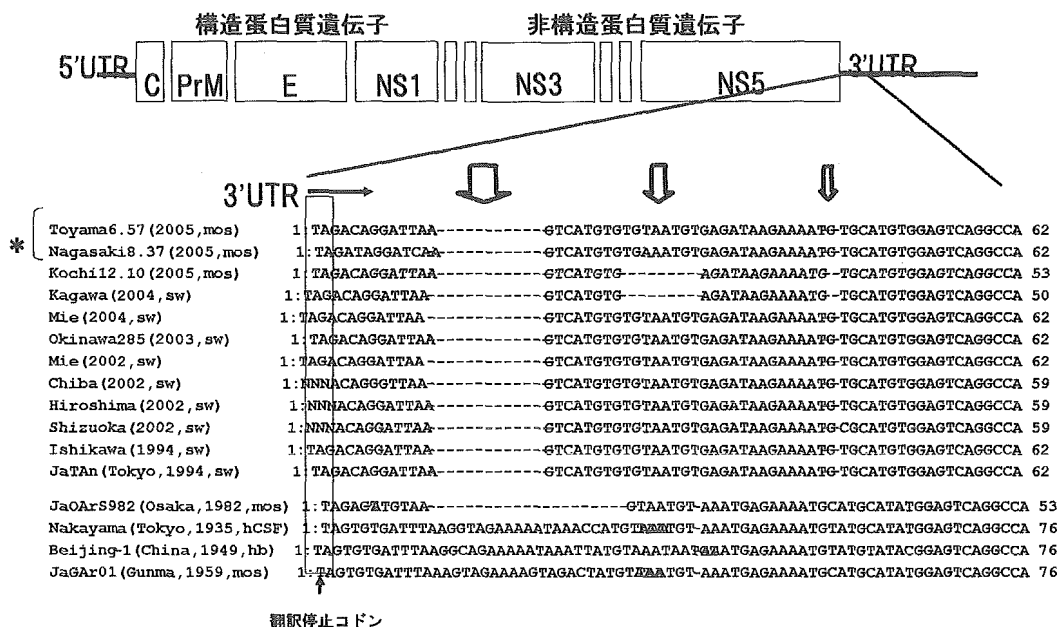 構造蛋白質遺伝子 非構造蛋白質遺伝子
5'UTR C PrM E NS1 NS3 NS5 3'UTR
3'UTR
Toyama6.57(2005,mos) 1:TAGACAGGATTAA-------------GTCATGTGTGTAATGTGAGATAAGAAAATG-TGCATGTGGAGTCAGGCCA 62
* Nagasaki8.37(2005,mos) 1:TAGATAGGATCAA-------------GTCATGTGTGAAATGTGAGATAAGAAAATG-TGCATGTGGAGTCAGGCCA 62
Kochi12.10(2005,mos) 1:TAGACAGGATTAA-------------GTCATGTG---------AGATAAGAAAATG-TGCATGTGGAGTCAGGCCA 53
Kagawa(2004,sw) 1:TAGACAGGATTAA-------------GTCATGTG---------AGATAAGAAAATG-TGCATGTGGAGTCAGGCCA 50
Mie(2004,sw) 1:TAGACAGGATTAA-------------GTCATGTGTGTAATGTGAGATAAGAAAATG-TGCATGTGGAGTCAGGCCA 62
Okinawa285(2003,sw) 1:TAGACAGGATTAA-------------GTCATGTGTGTAATGTGAGATAAGAAAATG-TGCATGTGGAGTCAGGCCA 62
Mie(2002,sw) 1:TAGACAGGATTAA-------------GTCATGTGTGTAATGTGAGATAAGAAAATG-TGCATGTGGAGTCAGGCCA 62
Chiba(2002,sw) 1:NNNACAGGGTTAA-------------GTCATGTGTGTAATGTGAGATAAGAAAATG-TGCATGTGGAGTCAGGCCA 59
Hiroshima(2002,sw) 1:NNNACAGGATTAA-------------GTCATGTGTGTAATGTGAGATAAGAAAATG-TGCATGTGGAGTCAGGCCA 59
Shizuoka(2002,sw) 1:NNNACAGGATTAA-------------GTCATGTGTGTAATGTGAGATAAGAAAATG-CGCATGTGGAGTCAGGCCA 59
Ishikawa(1994,sw) 1:TAGACAGGATTAA-------------GTCATGTGTGTAATGTGAGATAAGAAAATG-TGCATGTGGAGTCAGGCCA 62
JaTAn(Tokyo,1994,sw) 1:TAGACAGGATTAA-------------GTCATGTGTGTAATGTGAGATAAGAAAATG-TGCATGTGGAGTCAGGCCA 62
JaOArS982(Osaka,1982,mos) 1:TAGAGATGTAA----------------------GTAATGT-AAATGAGAAAATGCATGCATATGGAGTCAGGCCA 53
Nakayama(Tokyo,1935,hCSF) 1:TAGTGTGATTTAAGGTAGAAAAATAAACCATGTAAATGT-AAATGAGAAAATGCATGCATATGGAGTCAGGCCA 76
Beijing-1(China,1949,hb) 1:TAGTGTGATTTAAGGCAGAAAAATAAATTATGTAAATAATGTAAATGAGAAAATGTATGTATACGGAGTCAGGCCA 76
JaGAr01(Gunma,1959,mos) 1:TAGTGTGATTTAAAGTAGAAAAGTAGACTATGTAAATGT-AAATGAGAAAATGCATGCATATGGAGTCAGGCCA 76
翻訳停止コドン